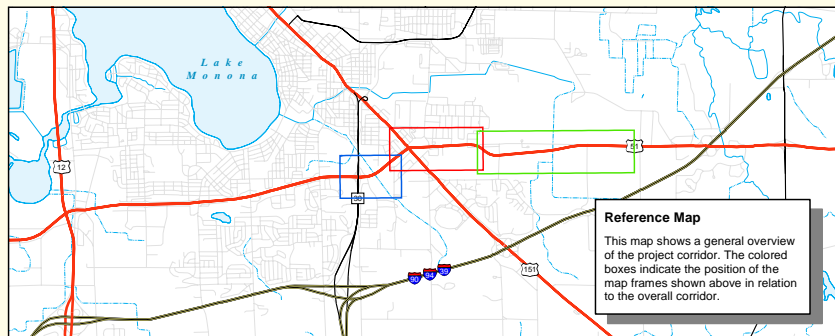 Lake
Monona
12
30
51
151
90
94
39
Reference Map
This map shows a general overview
of the project corridor. The colored
boxes indicate the position of the
map frames shown above in relation
to the overall corridor.